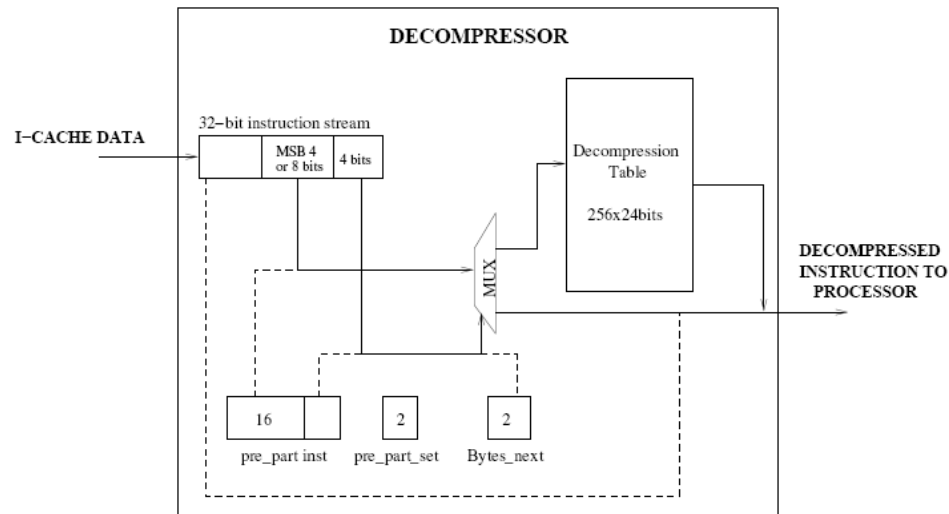 DECOMPRESSOR
I−CACHE DATA
32−bit instruction stream
MSB 4
or 8 bits
4 bits
Decompression
Table
256x24bits
MUX
DECOMPRESSED
INSTRUCTION TO
PROCESSOR
16
2
2
pre_part inst
pre_part_set
Bytes_next